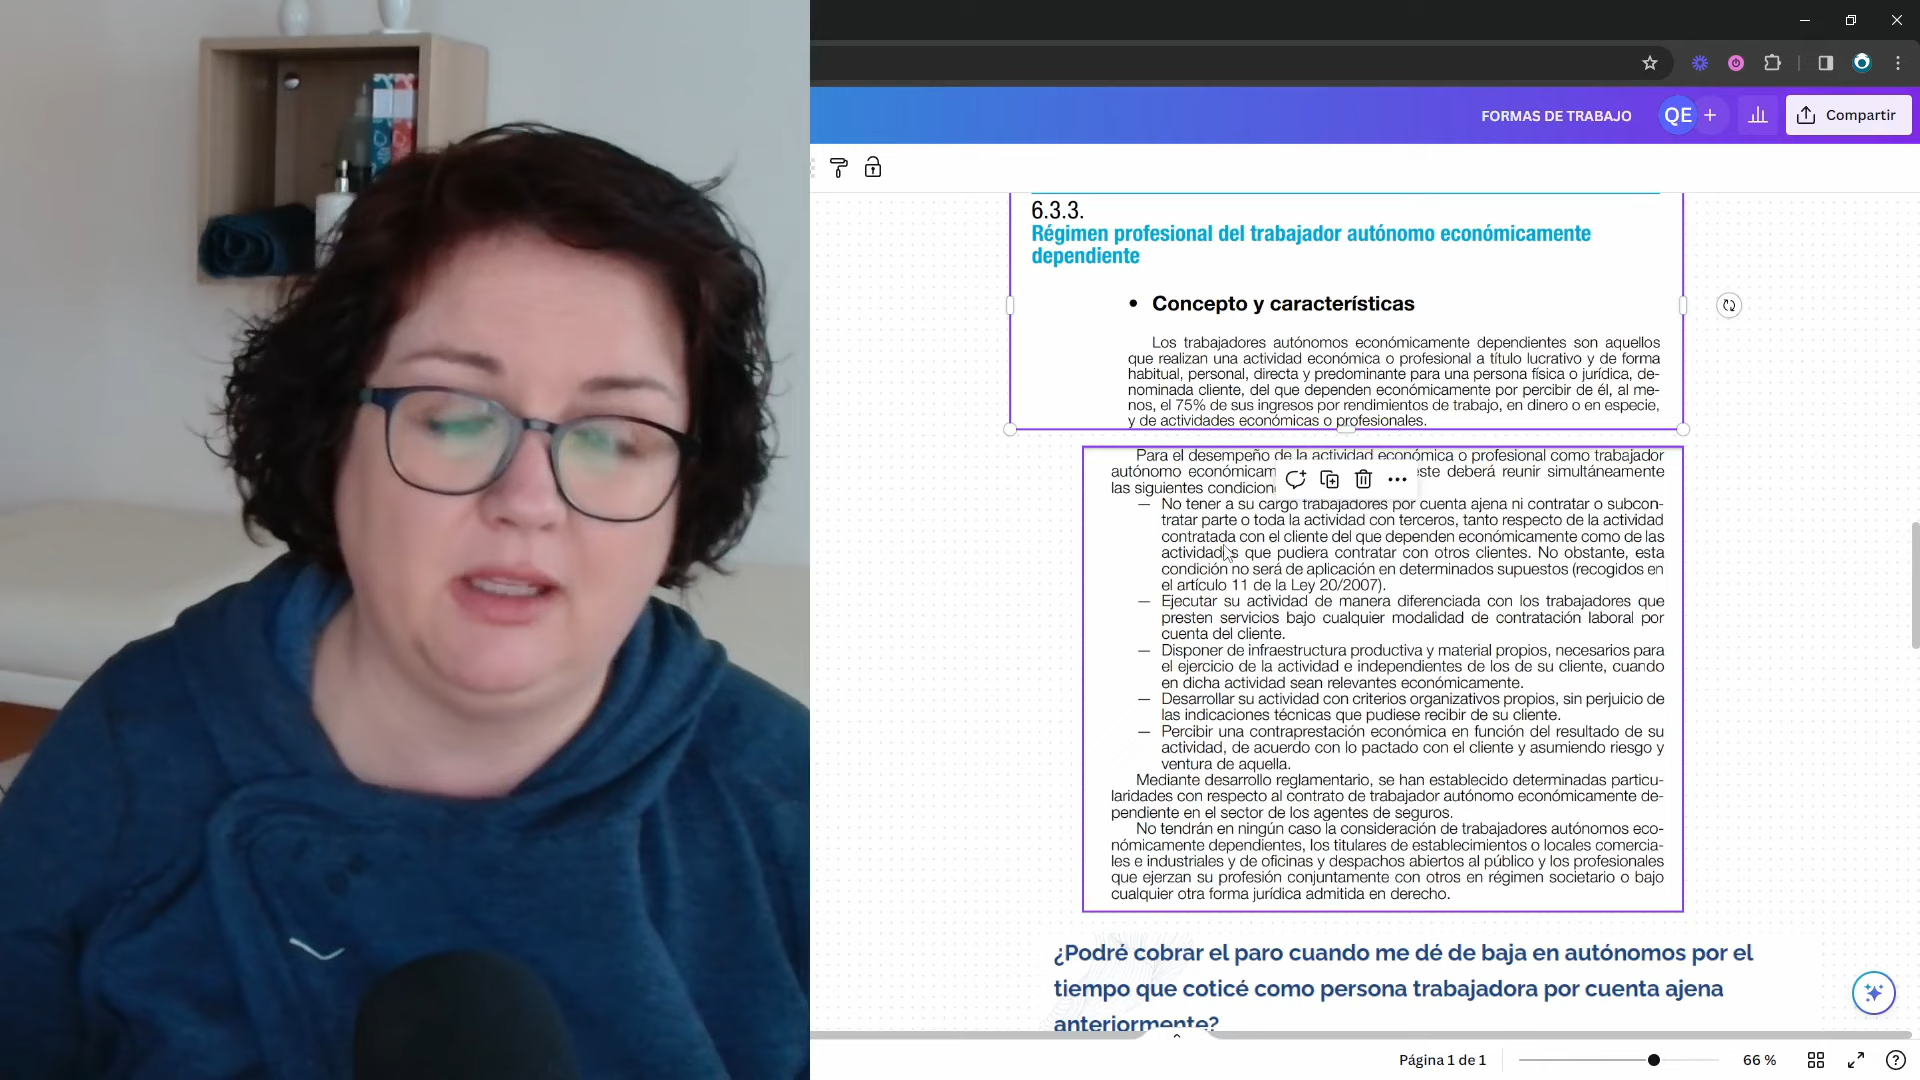 FORMAS DE TRABAJO
QE
+
Compartir
6.3.3.
Régimen profesional del trabajador autónomo económicamente
dependiente
• Concepto y características
Los trabajadores autónomos económicamente dependientes son aquellos
que realizan una actividad económica o profesional a título lucrativo y de forma
habitual, personal, directa y predominante para una persona física o jurídica, de-
nominada cliente, del que dependen económicamente por percibir de él, al me-
nos, el 75% de sus ingresos por rendimientos de trabajo, en dinero o en especie,
y de actividades económicas o profesionales.
Para el desempeño de la actividad económica o profesional como trabajador
autónomo económicam ste deberá reunir simultáneamente
las siguientes condicion
— No tener a su cargo trabajadores por cuenta ajena ni contratar o subcon-
tratar parte o toda la actividad con terceros, tanto respecto de la actividad
contratada con el cliente del que dependen económicamente como de las
actividades que pudiera contratar con otros clientes. No obstante, esta
condición no será de aplicación en determinados supuestos (recogidos en
el artículo 11 de la Ley 20/2007).
— Ejecutar su actividad de manera diferenciada con los trabajadores que
presten servicios bajo cualquier modalidad de contratación laboral por
cuenta del cliente.
— Disponer de infraestructura productiva y material propios, necesarios para
el ejercicio de la actividad e independientes de los de su cliente, cuando
en dicha actividad sean relevantes económicamente.
— Desarrollar su actividad con criterios organizativos propios, sin perjuicio de
las indicaciones técnicas que pudiese recibir de su cliente.
— Percibir una contraprestación económica en función del resultado de su
actividad, de acuerdo con lo pactado con el cliente y asumiendo riesgo y
ventura de aquella.
Mediante desarrollo reglamentario, se han establecido determinadas particu-
laridades con respecto al contrato de trabajador autónomo económicamente de-
pendiente en el sector de los agentes de seguros.
No tendrán en ningún caso la consideración de trabajadores autónomos eco-
nómicamente dependientes, los titulares de establecimientos o locales comercia-
les e industriales y de oficinas y despachos abiertos al público y los profesionales
que ejerzan su profesión conjuntamente con otros en régimen societario o bajo
cualquier otra forma jurídica admitida en derecho.
¿Podré cobrar el paro cuando me dé de baja en autónomos por el
tiempo que coticé como persona trabajadora por cuenta ajena
anteriormente?
Página 1 de 1
66 %